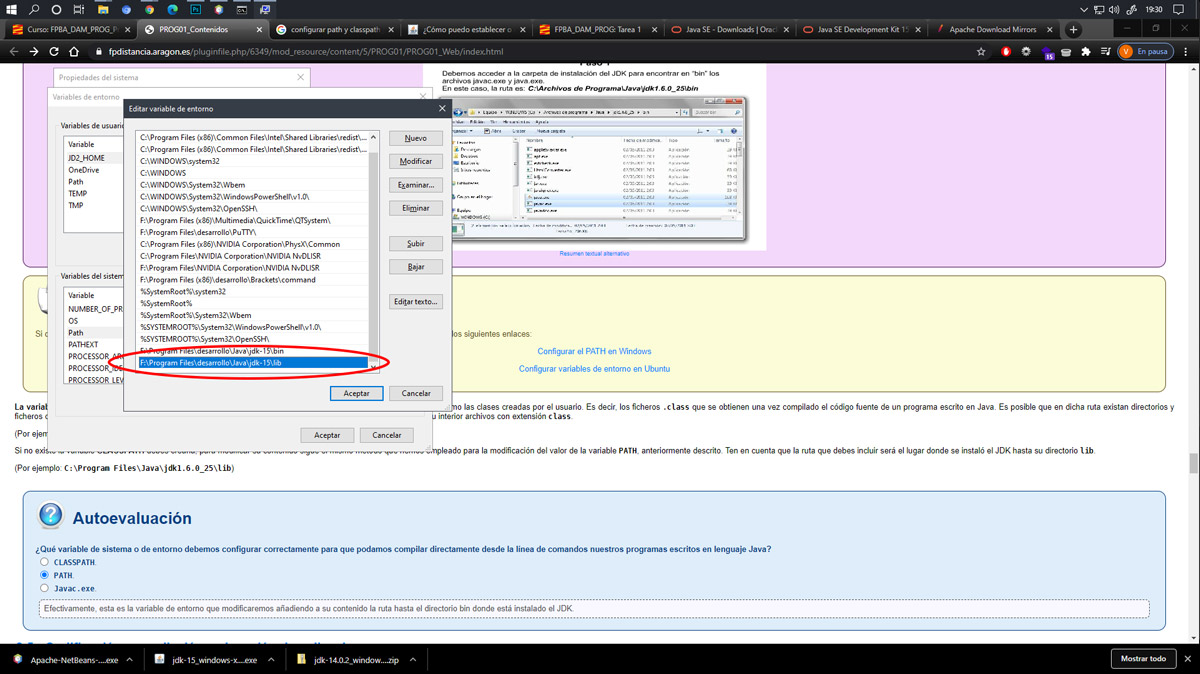 19:30
Curso: FPBA_DAM_PROG_P
PROG01_Contenidos
configurar path y classpath
¿Cómo puedo establecer o
FPBA_DAM_PROG: Tarea 1
Java SE - Downloads | Oracl
Java SE Development Kit 15
Apache Download Mirrors
fpdistancia.aragon.es/pluginfile.php/6349/mod_resource/content/5/PROG01/PROG01_Web/index.html
15
V En pausa
Paso 1
Debemos acceder a la carpeta de instalación del JDK para encontrar en "bin" los
archivos javac.exe y java.exe.
En este caso, la ruta es: C:\Archivos de Programa\Java\jdk1.6.0_25\bin
Resumen textual alternativo
Propiedades del sistema
Variables de entorno
Variables de usuario
Variable
JD2_HOME
OneDrive
Path
TEMP
TMP
Variables del sistem
Variable
NUMBER_OF_PR
OS
Path
PATHEXT
PROCESSOR_AR
PROCESSOR_IDE
PROCESSOR_LEV
Aceptar
Cancelar
Editar variable de entorno
C:\Program Files (x86)\Common Files\Intel\Shared Libraries\redist\...
C:\Program Files (x86)\Common Files\Intel\Shared Libraries\redist\...
C:\WINDOWS\system32
C:\WINDOWS
C:\WINDOWS\System32\Wbem
C:\WINDOWS\System32\WindowsPowerShell\v1.0\
C:\WINDOWS\System32\OpenSSH\
F:\Program Files (x86)\Multimedia\QuickTime\QTSystem\
F:\Program Files\desarrollo\PuTTY\
C:\Program Files (x86)\NVIDIA Corporation\PhysX\Common
C:\Program Files\NVIDIA Corporation\NVIDIA NvDLISR
F:\Program Files\NVIDIA Corporation\NVIDIA NvDLISR
F:\Program Files (x86)\desarrollo\Brackets\command
%SystemRoot%\system32
%SystemRoot%
%SystemRoot%\System32\Wbem
%SYSTEMROOT%\System32\WindowsPowerShell\v1.0\
%SYSTEMROOT%\System32\OpenSSH\
F:\Program Files\desarrollo\Java\jdk-15\bin
F:\Program Files\desarrollo\Java\jdk-15\lib
Nuevo
Modificar
Examinar...
Eliminar
Subir
Bajar
Editar texto...
Aceptar
Cancelar
los siguientes enlaces:
Configurar el PATH en Windows
Configurar variables de entorno en Ubuntu
La variab
mo las clases creadas por el usuario. Es decir, los ficheros .class que se obtienen una vez compilado el código fuente de un programa escrito en Java. Es posible que en dicha ruta existan directorios y
ficheros
u interior archivos con extensión class.
(Por ejem
Si no existe la variable CLASSPATH debes crearla, para modificar su contenido sigue el mismo método que hemos empleado para la modificación del valor de la variable PATH, anteriormente descrito. Ten en cuenta que la ruta que debes incluir será el lugar donde se instaló el JDK hasta su directorio lib.
(Por ejemplo: C:\Program Files\Java\jdk1.6.0_25\lib)
Autoevaluación
¿Qué variable de sistema o de entorno debemos configurar correctamente para que podamos compilar directamente desde la línea de comandos nuestros programas escritos en lenguaje Java?
CLASSPATH.
PATH.
Javac.exe.
Efectivamente, esta es la variable de entorno que modificaremos añadiendo a su contenido la ruta hasta el directorio bin donde está instalado el JDK.
Apache-NetBeans-....exe
jdk-15_windows-x....exe
jdk-14.0.2_window....zip
Mostrar todo